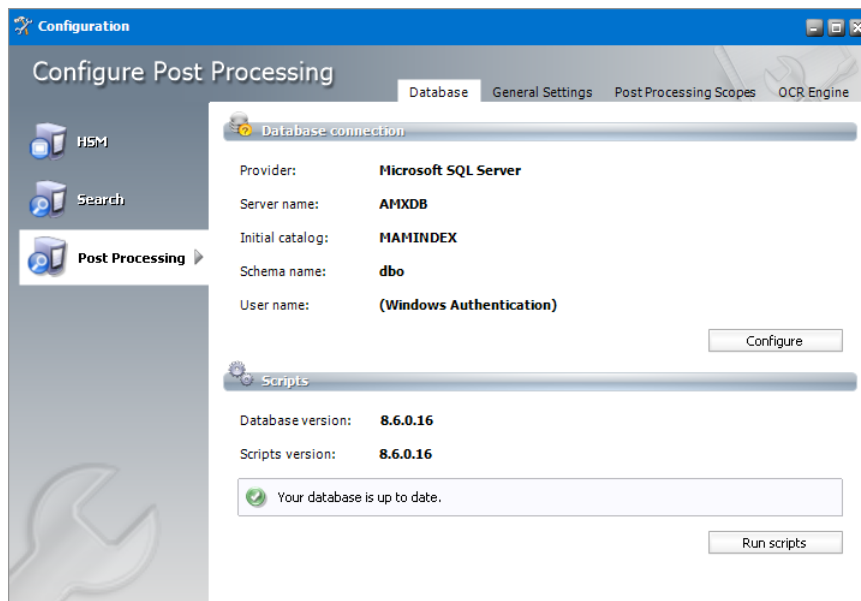 Configuration
Configure Post Processing
Database General Settings Post Processing Scopes OCR Engine
HSM
Search
Post Processing
Database connection
Provider: Microsoft SQL Server
Server name: AMXDB
Initial catalog: MAMINDEX
Schema name: dbo
User name: (Windows Authentication)
Configure
Scripts
Database version: 8.6.0.16
Scripts version: 8.6.0.16
Your database is up to date.
Run scripts